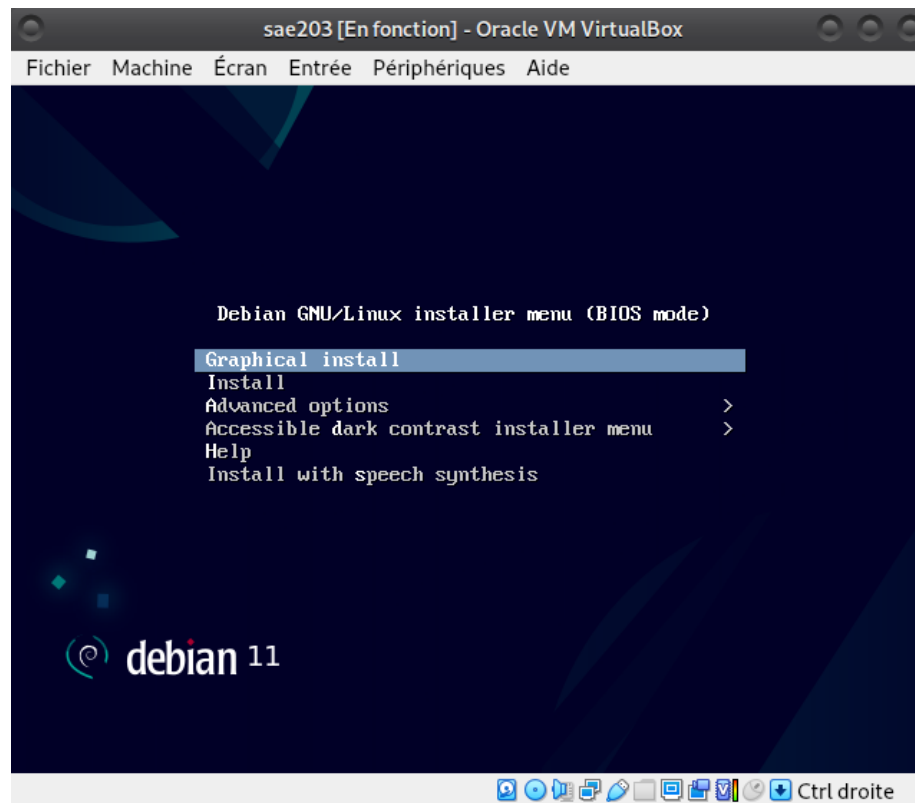 sae203 [En fonction] - Oracle VM VirtualBox
Fichier Machine Écran Entrée Périphériques Aide
Debian GNU/Linux installer menu (BIOS mode)
Graphical install
Install
Advanced options >
Accessible dark contrast installer menu >
Help
Install with speech synthesis
debian 11
Ctrl droite